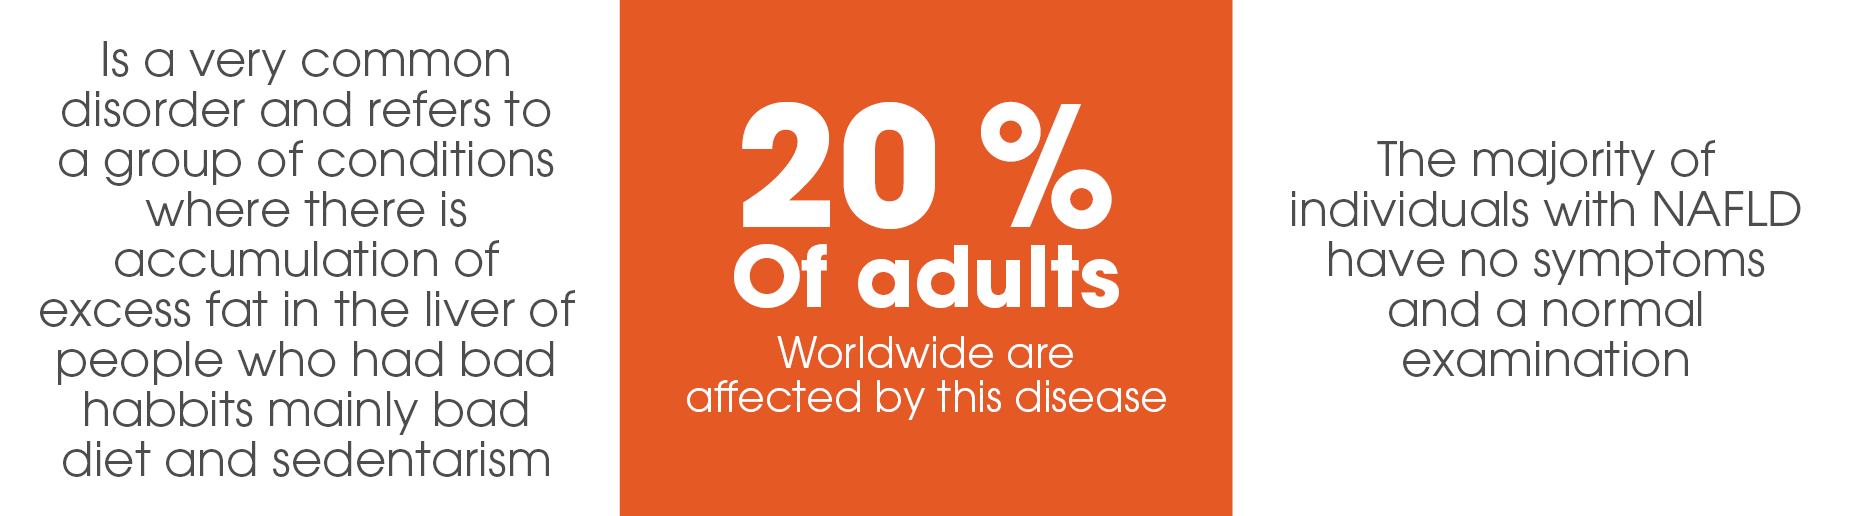 Is a very common
disorder and refers to
a group of conditions
where there is
accumulation of
excess fat in the liver of
people who had bad
habbits mainly bad
diet and sedentarism
20 %
Of adults
Worldwide are
affected by this disease
The majority of
individuals with NAFLD
have no symptoms
and a normal
examination